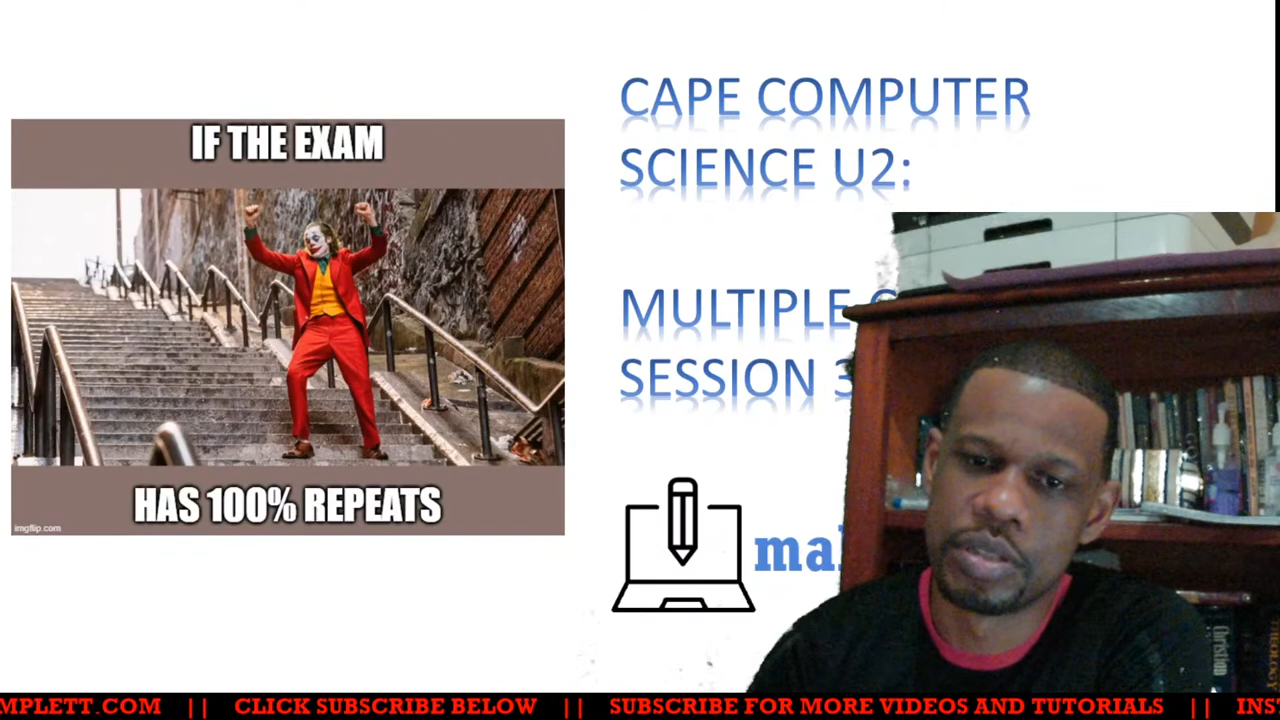 IF THE EXAM
HAS 100% REPEATS
imgflip.com
CAPE COMPUTER
SCIENCE U2:
MULTIPLE
SESSION 3
MPLETT.COM || CLICK SUBSCRIBE BELOW || SUBSCRIBE FOR MORE VIDEOS AND TUTORIALS || INS